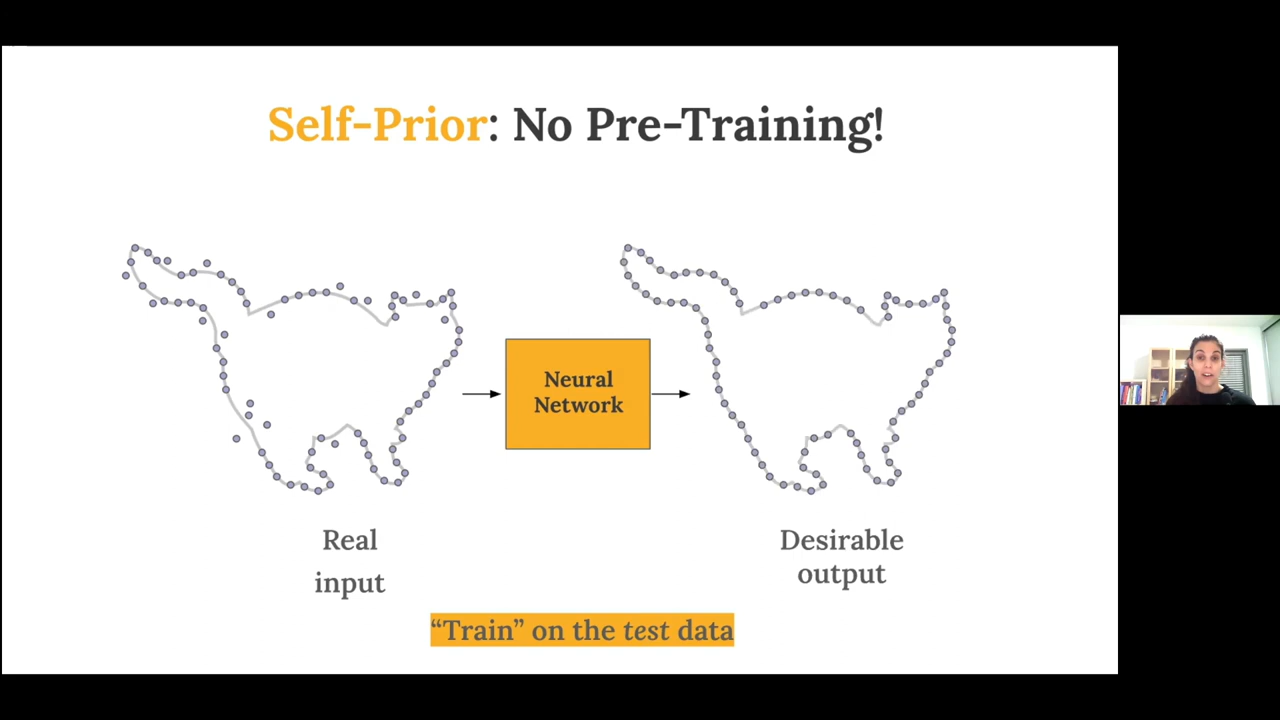 Self-Prior: No Pre-Training!
Neural
Network
Real
input
Desirable
output
“Train” on the test data